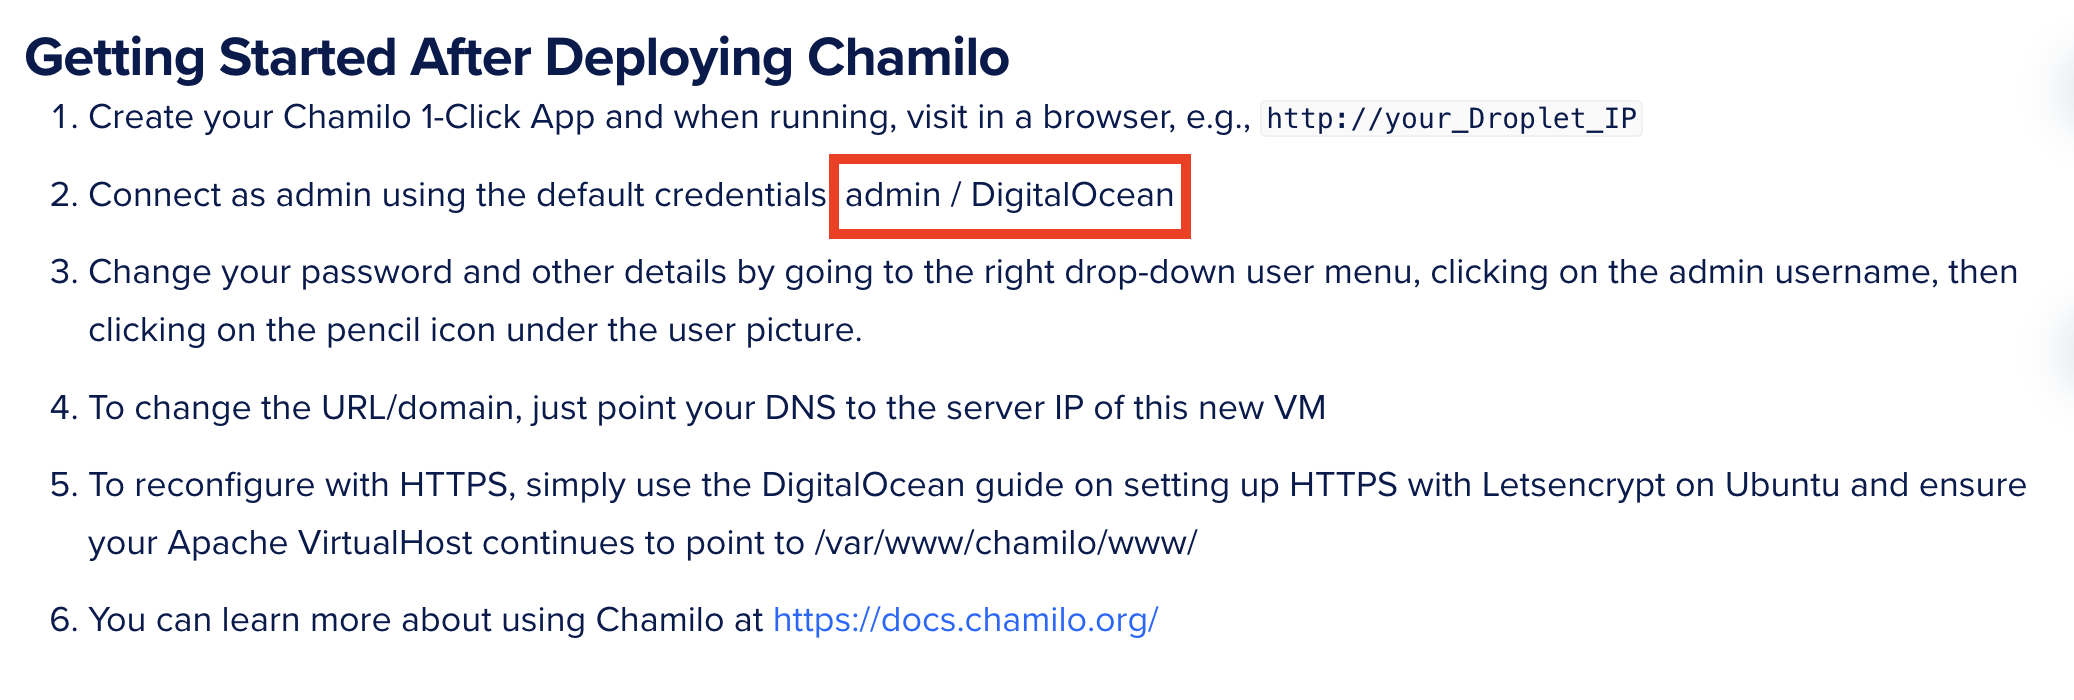 Getting Started After Deploying Chamilo
1. Create your Chamilo 1-Click App and when running, visit in a browser, e.g., http://your_Droplet_IP
2. Connect as admin using the default credentials admin / DigitalOcean
3. Change your password and other details by going to the right drop-down user menu, clicking on the admin username, then
clicking on the pencil icon under the user picture.
4. To change the URL/domain, just point your DNS to the server IP of this new VM
5. To reconfigure with HTTPS, simply use the DigitalOcean guide on setting up HTTPS with Letsencrypt on Ubuntu and ensure
your Apache VirtualHost continues to point to /var/www/chamilo/www/
6. You can learn more about using Chamilo at https://docs.chamilo.org/